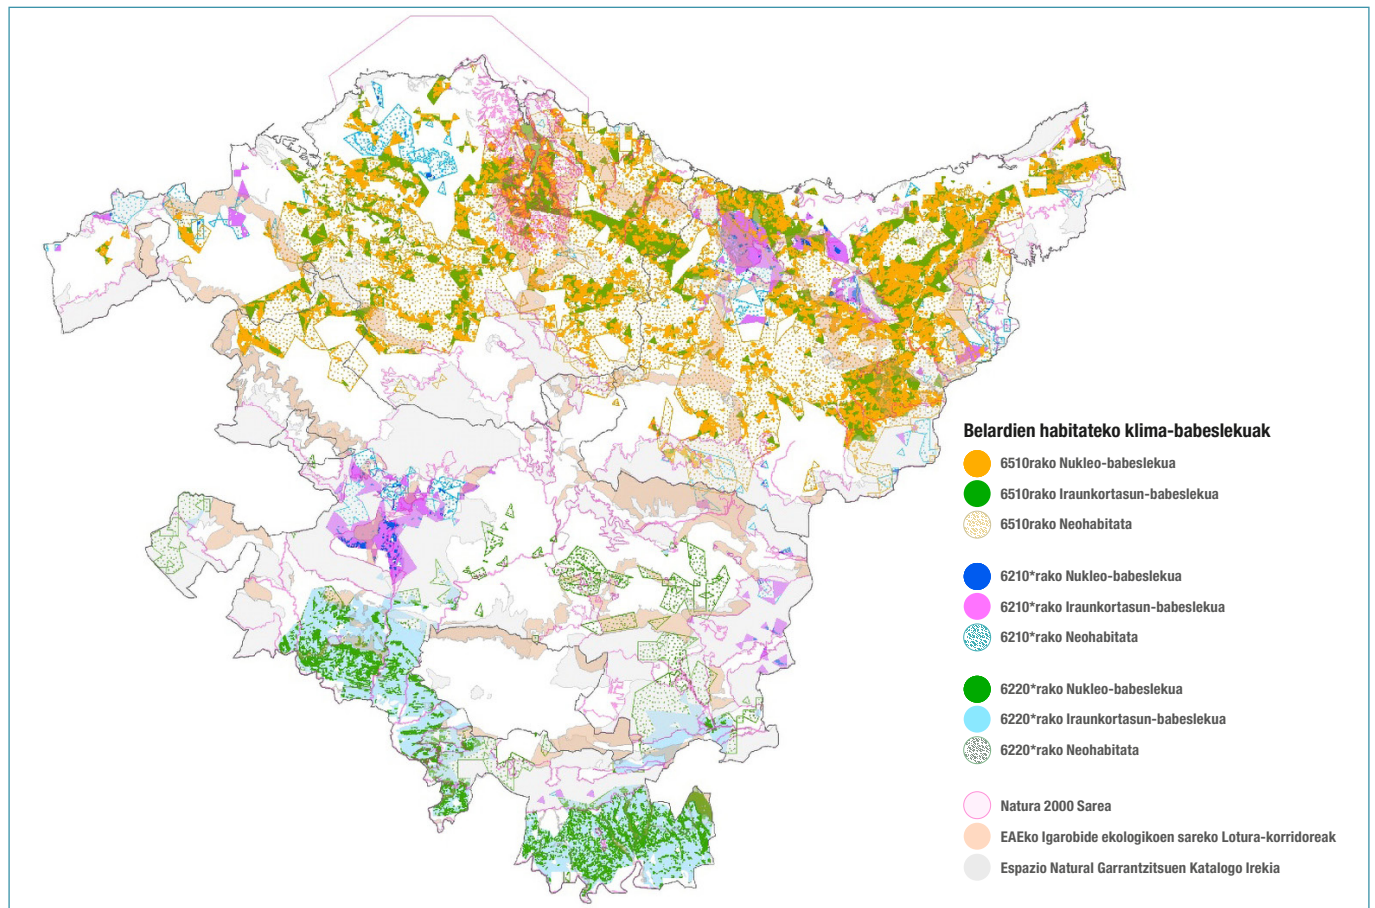 Belardien habitateko klima-babeslekuak
6510rako Nukleo-babeslekua
6510rako Iraunkortasun-babeslekua
6510rako Neohabitata
6210*rako Nukleo-babeslekua
6210*rako Iraunkortasun-babeslekua
6210*rako Neohabitata
6220*rako Nukleo-babeslekua
6220*rako Iraunkortasun-babeslekua
6220*rako Neohabitata
Natura 2000 Sarea
EAEko Igarobide ekologikoen sareko Lotura-korridoreak
Espazio Natural Garrantzitsuen Katalogo Irekia